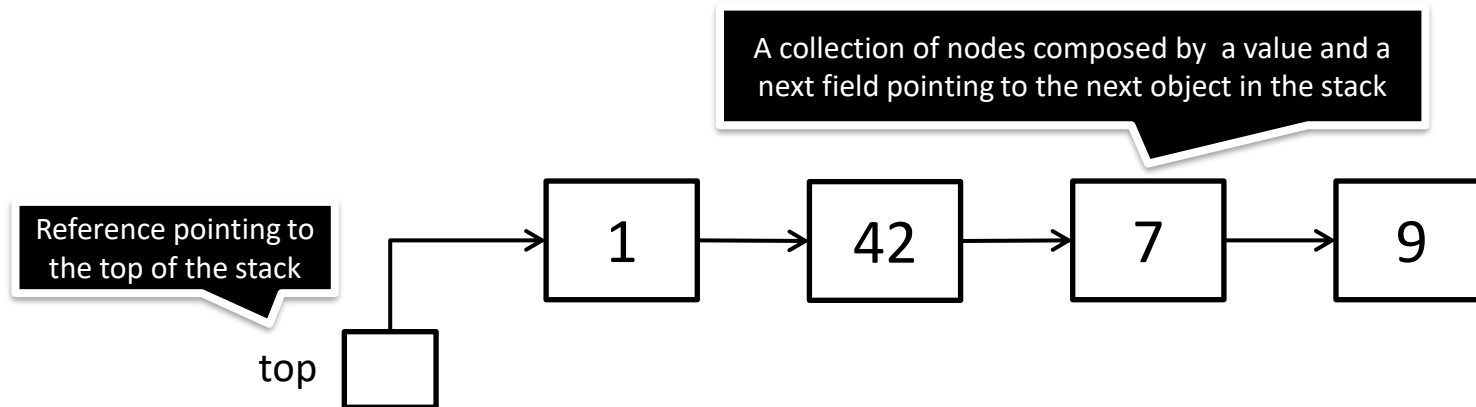 A collection of nodes composed by a value and a
next field pointing to the next object in the stack
Reference pointing to
the top of the stack
1
42
7
9
top